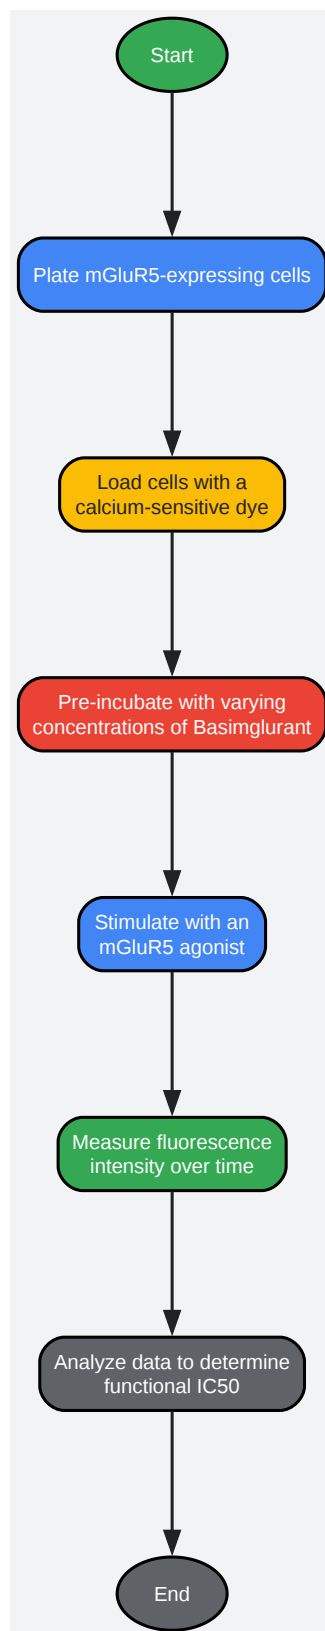 Start
Plate mGluR5-expressing cells
Load cells with a
calcium-sensitive dye
Pre-incubate with varying
concentrations of Basimglurant
Stimulate with an
mGluR5 agonist
Measure fluorescence
intensity over time
Analyze data to determine
functional IC50
End